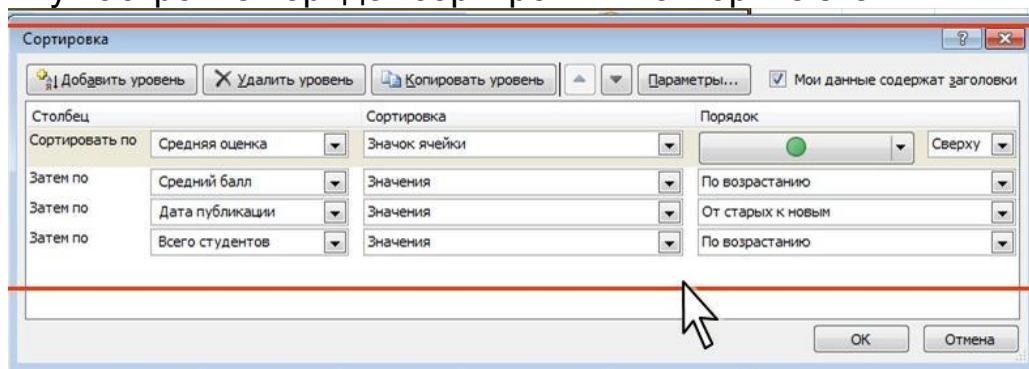 Сортировка
Добавить уровень Удалить уровень Копировать уровень Параметры... Мои данные содержат заголовки
Столбец Сортировка Порядок
Сортировать по Средняя оценка Значок ячейки Сверху
Затем по Средний балл Значения По возрастанию
Затем по Дата публикации Значения От старых к новым
Затем по Всего студентов Значения По возрастанию
ОК Отмена